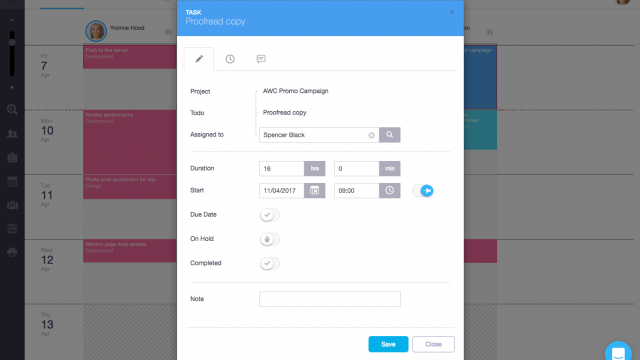 TASK
Proofread copy
Project
AWC Promo Campaign
Todo
Proofread copy
Assigned to
Spencer Black
Duration
16
hrs
0
min
Start
11/04/2017
09:00
Due Date
On Hold
Completed
Note
Save
Close
Yvonne Hood
Fri
7
Apr
Push to live server
Deployment
Mon
10
Apr
Review performance
Deployment
Tue
11
Apr
Photo post-production for site
Design
Wed
12
Apr
Monitor page load speeds
Deployment
Thu
13
Apr
campaign